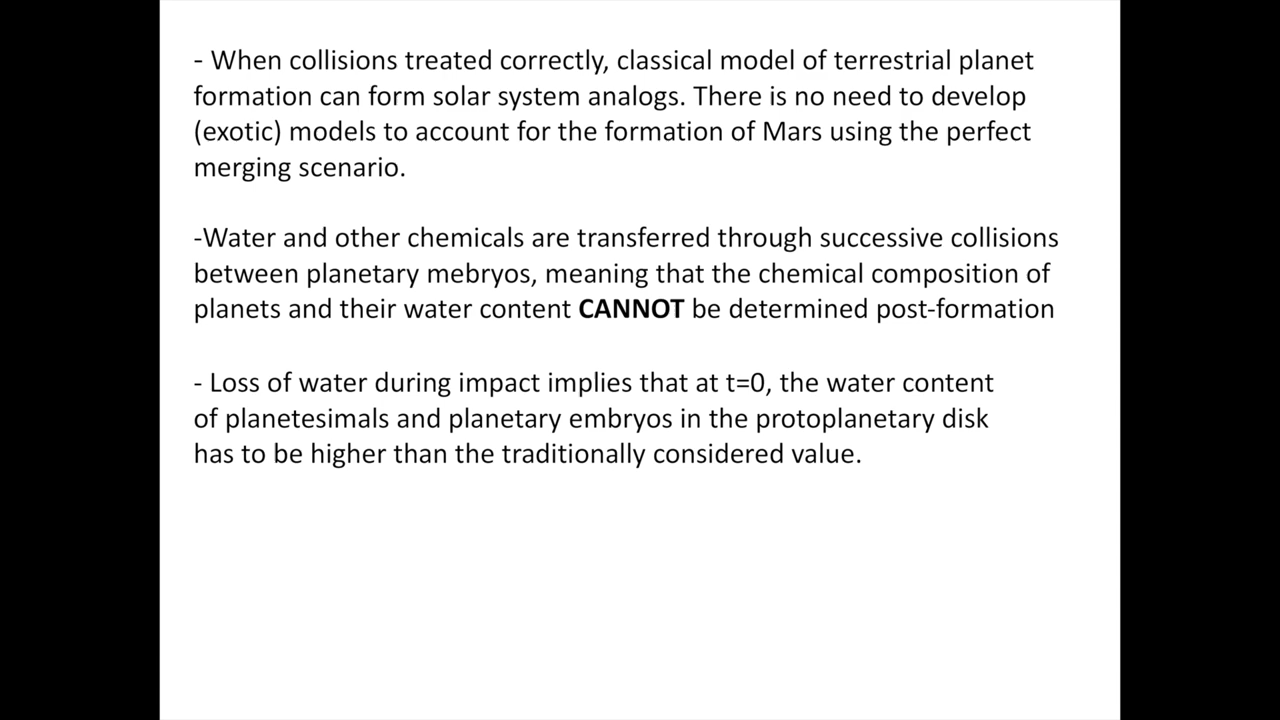 - When collisions treated correctly, classical model of terrestrial planet
formation can form solar system analogs. There is no need to develop
(exotic) models to account for the formation of Mars using the perfect
merging scenario.
-Water and other chemicals are transferred through successive collisions
between planetary mebryos, meaning that the chemical composition of
planets and their water content CANNOT be determined post-formation
- Loss of water during impact implies that at t=0, the water content
of planetesimals and planetary embryos in the protoplanetary disk
has to be higher than the traditionally considered value.